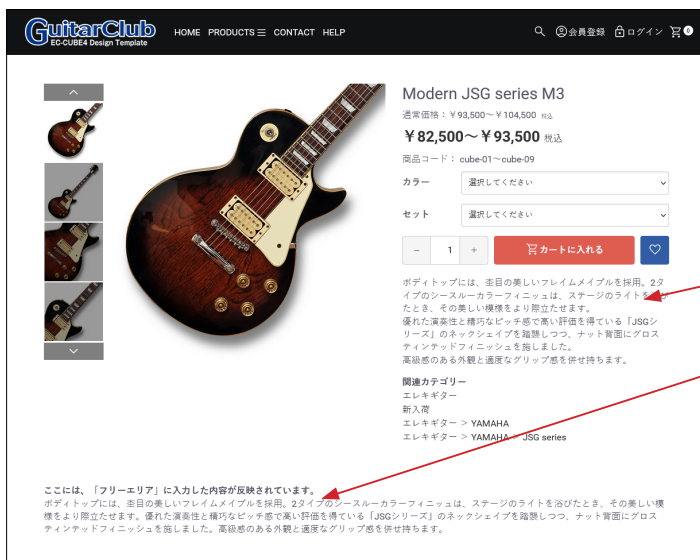 GuitarClub
EC-CUBE4 Design Template
HOME PRODUCTS CONTACT HELP
会員登録 ログイン 0
Modern JSG series M3
通常価格：￥93,500～￥104,500 税込
￥82,500～￥93,500 税込
商品コード： cube-01～cube-09
カラー 選択してください
セット 選択してください
− 1 + カートに入れる
ボディトップには、杢目の美しいフレイムメイプルを採用。2タ
イプのシースルーカラーフィニッシュは、ステージのライトを浴び
たとき、その美しい模様をより際立たせます。
優れた演奏性と精巧なピッチ感で高い評価を得ている「JSGシ
リーズ」のネックシェイプを踏襲しつつ、ナット背面にグロス
ティンテッドフィニッシュを施しました。
高級感のある外観と適度なグリップ感を併せ持ちます。
関連カテゴリー
エレキギター
新入荷
エレキギター > YAMAHA
エレキギター > YAMAHA > JSG series
ここには、「フリーエリア」に入力した内容が反映されています。
ボディトップには、杢目の美しいフレイムメイプルを採用。2タイプのシースルーカラーフィニッシュは、ステージのライトを浴びたとき、その美しい模
様をより際立たせます。優れた演奏性と精巧なピッチ感で高い評価を得ている「JSGシリーズ」のネックシェイプを踏襲しつつ、ナット背面にグロス
ティンテッドフィニッシュを施しました。高級感のある外観と適度なグリップ感を併せ持ちます。